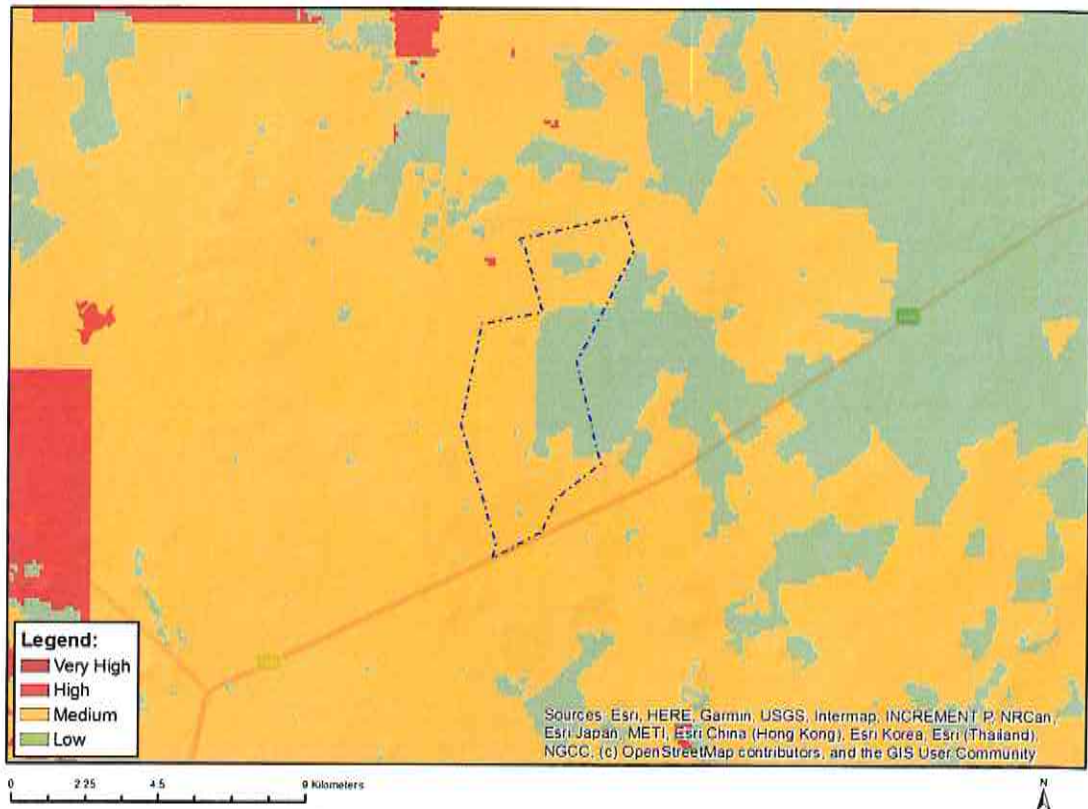 Legend:
Very High
High
Medium
Low
Sources: Esri, HERE, Garmin, USGS, Intermap, INCREMENT P, NRCan,
Esri Japan, METI, Esri China (Hong Kong), Esri Korea, Esri (Thailand),
NGCC, (c) OpenStreetMap contributors, and the GIS User Community
0 2.25 4.5 9 Kilometers
N